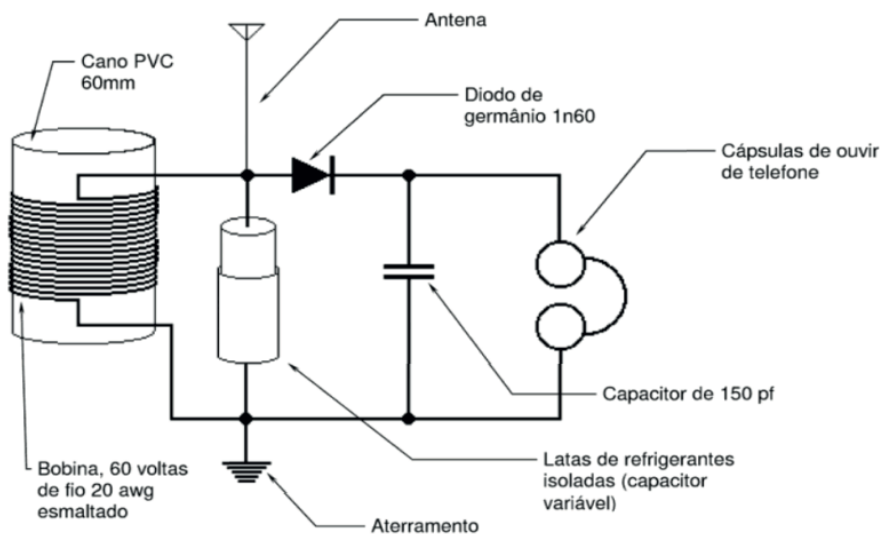 Antena
Cano PVC
60mm
Diodo de
germânio 1n60
Cápsulas de ouvir
de telefone
Capacitor de 150 pf
Bobina, 60 voltas
de fio 20 awg
esmaltado
Latas de refrigerantes
isoladas (capacitor
variável)
Aterramento